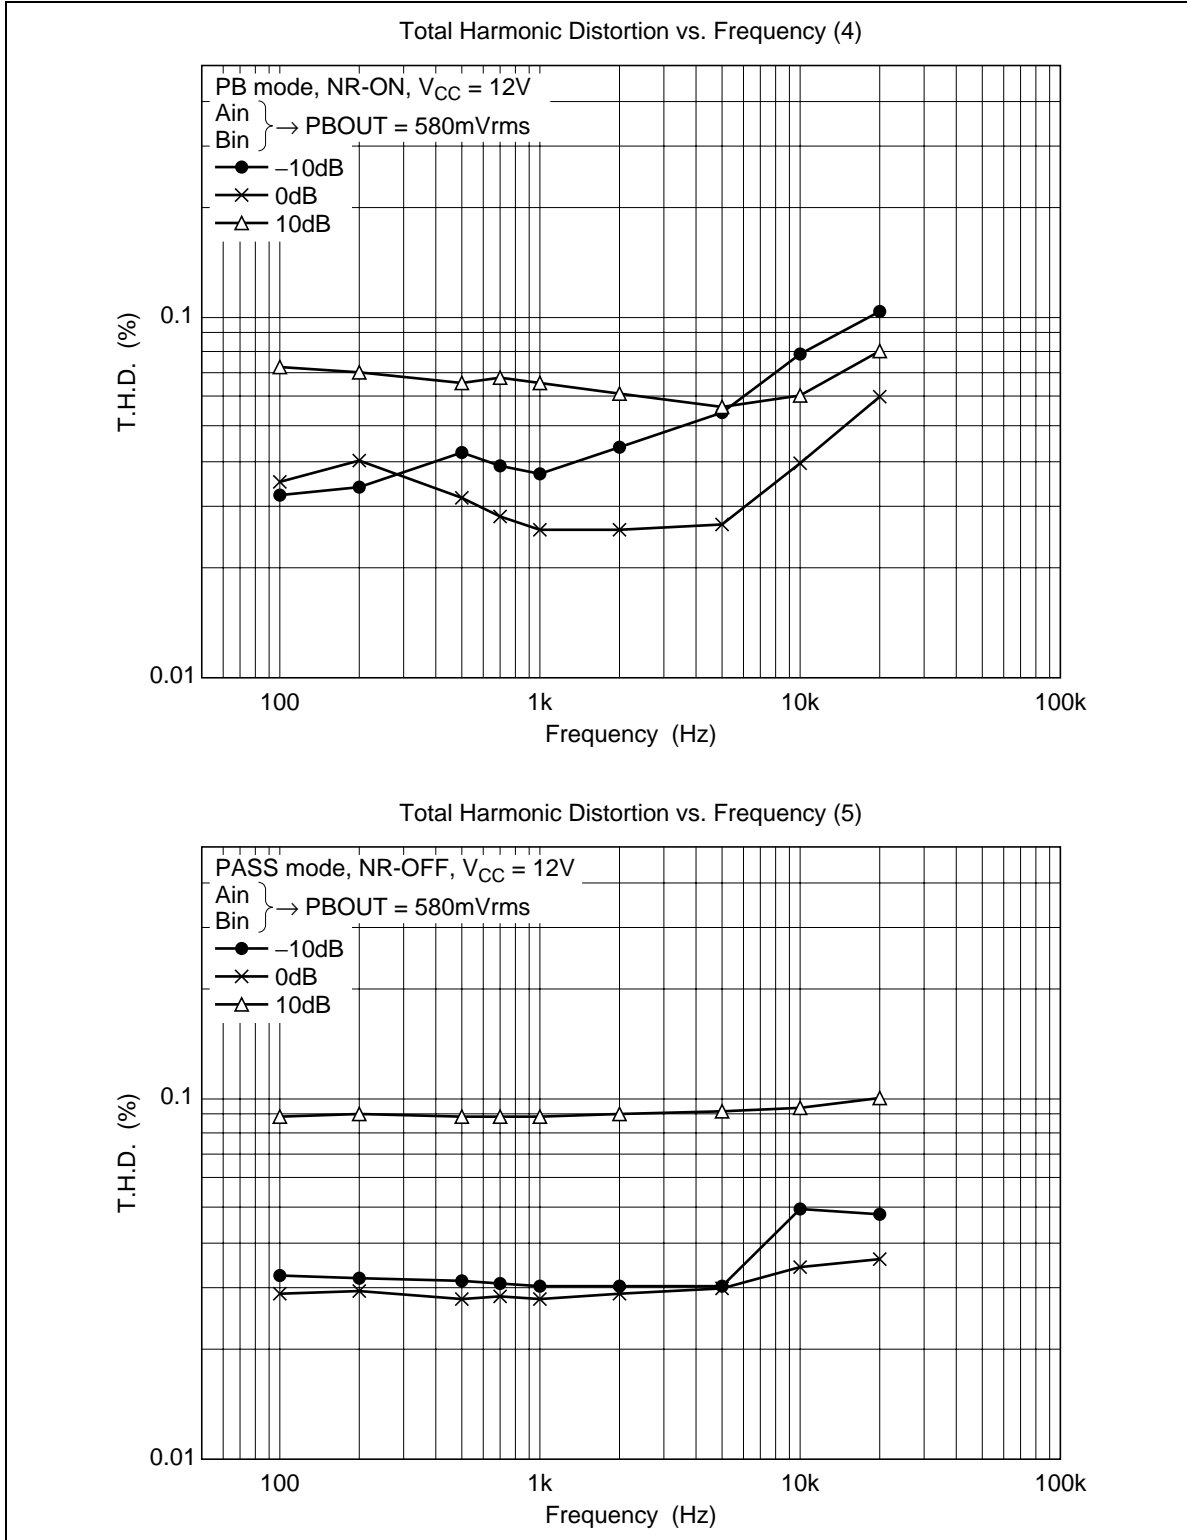 Total Harmonic Distortion vs. Frequency (4)
PB mode, NR-ON, VCC = 12V
Ain
Bin
→ PBOUT = 580mVrms
−10dB
0dB
10dB
T.H.D. (%)
0.1
0.01
100 1k 10k 100k
Frequency (Hz)
Total Harmonic Distortion vs. Frequency (5)
PASS mode, NR-OFF, VCC = 12V
Ain
Bin
→ PBOUT = 580mVrms
−10dB
0dB
10dB
T.H.D. (%)
0.1
0.01
100 1k 10k 100k
Frequency (Hz)